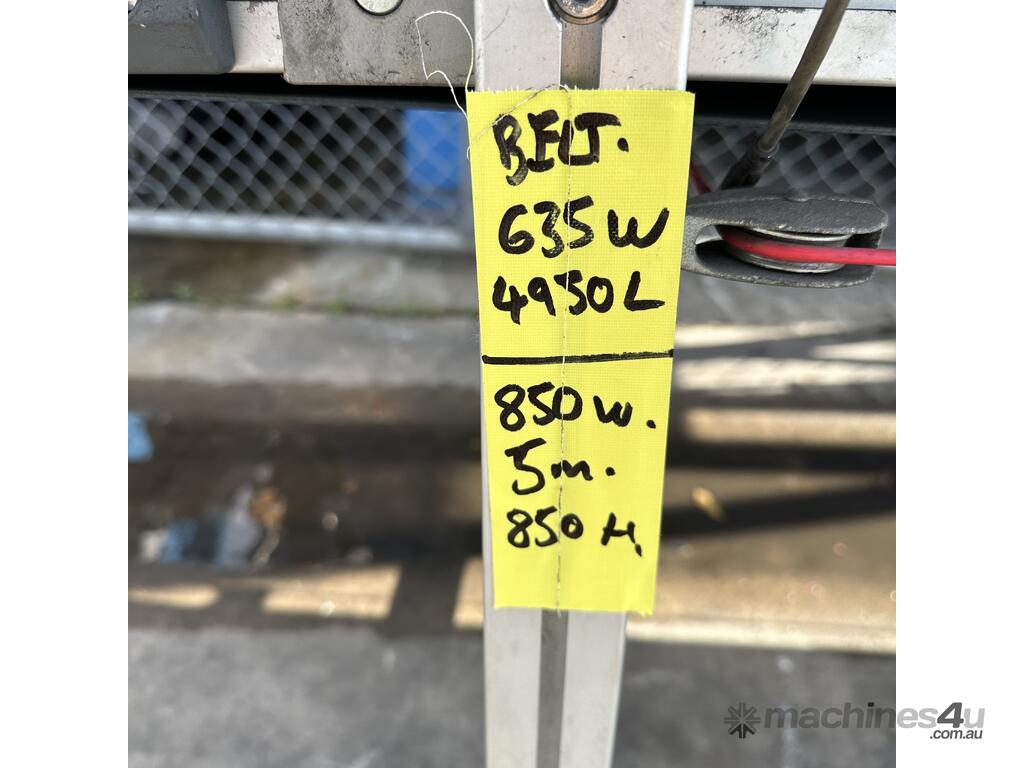 BELT.
635 W
4950 L
850 W.
5m.
850 H.
machines4u
.com.au